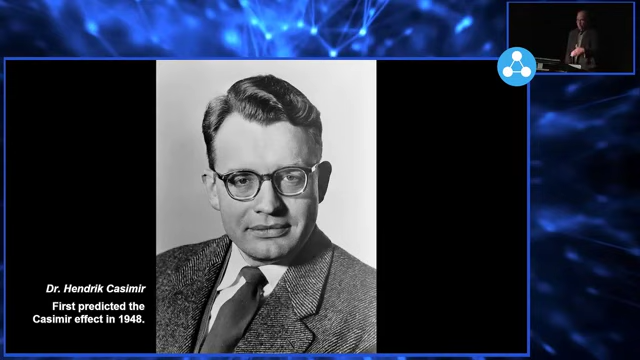 Dr. Hendrik Casimir
First predicted the
Casimir effect in 1948.